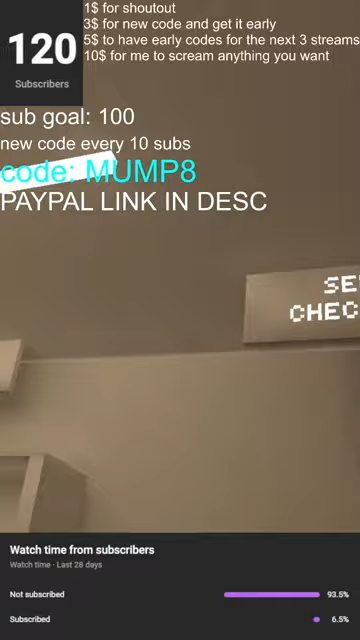 1$ for shoutout
3$ for new code and get it early
5$ to have early codes for the next 3 streams
10$ for me to scream anything you want
120
Subscribers
sub goal: 100
new code every 10 subs
code: MUMP8
PAYPAL LINK IN DESC
SE
CHEC
Watch time from subscribers
Watch time · Last 28 days
Not subscribed 93.5%
Subscribed 6.5%